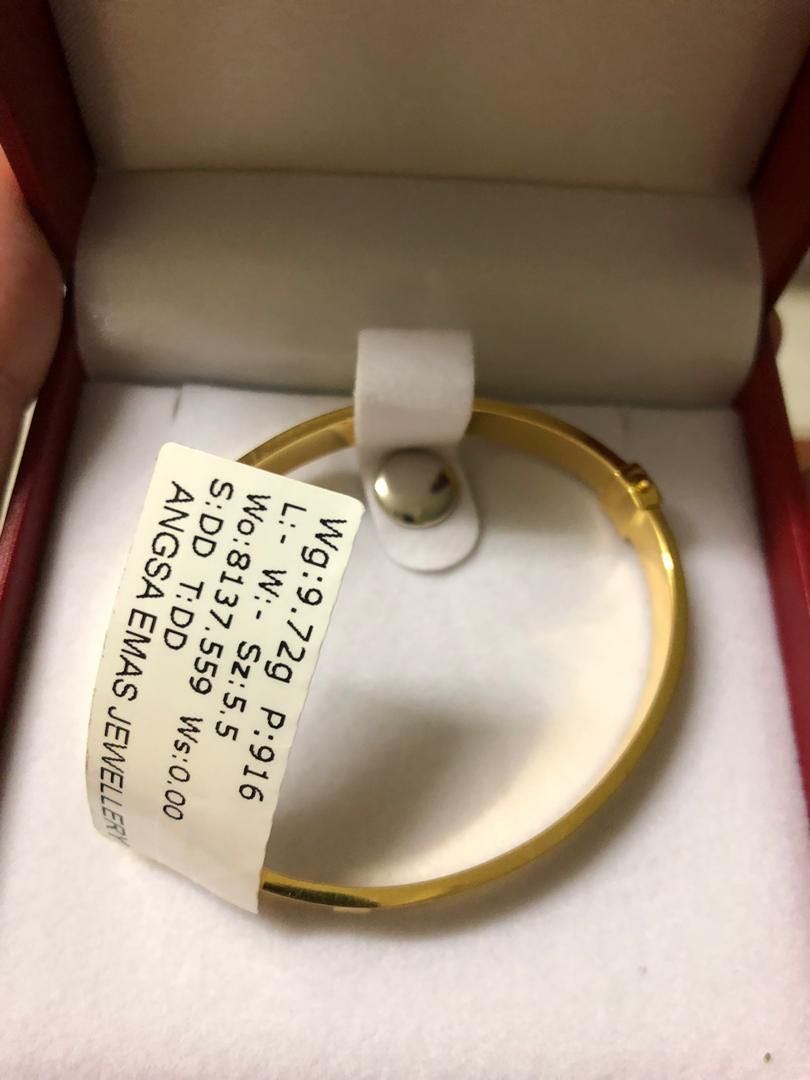 Wg:9.72g P:916
L:- W:- Sz:5.5
Wo:8137.559 Ws:0.00
S:DD T:DD
ANGSA EMAS JEWELLERY